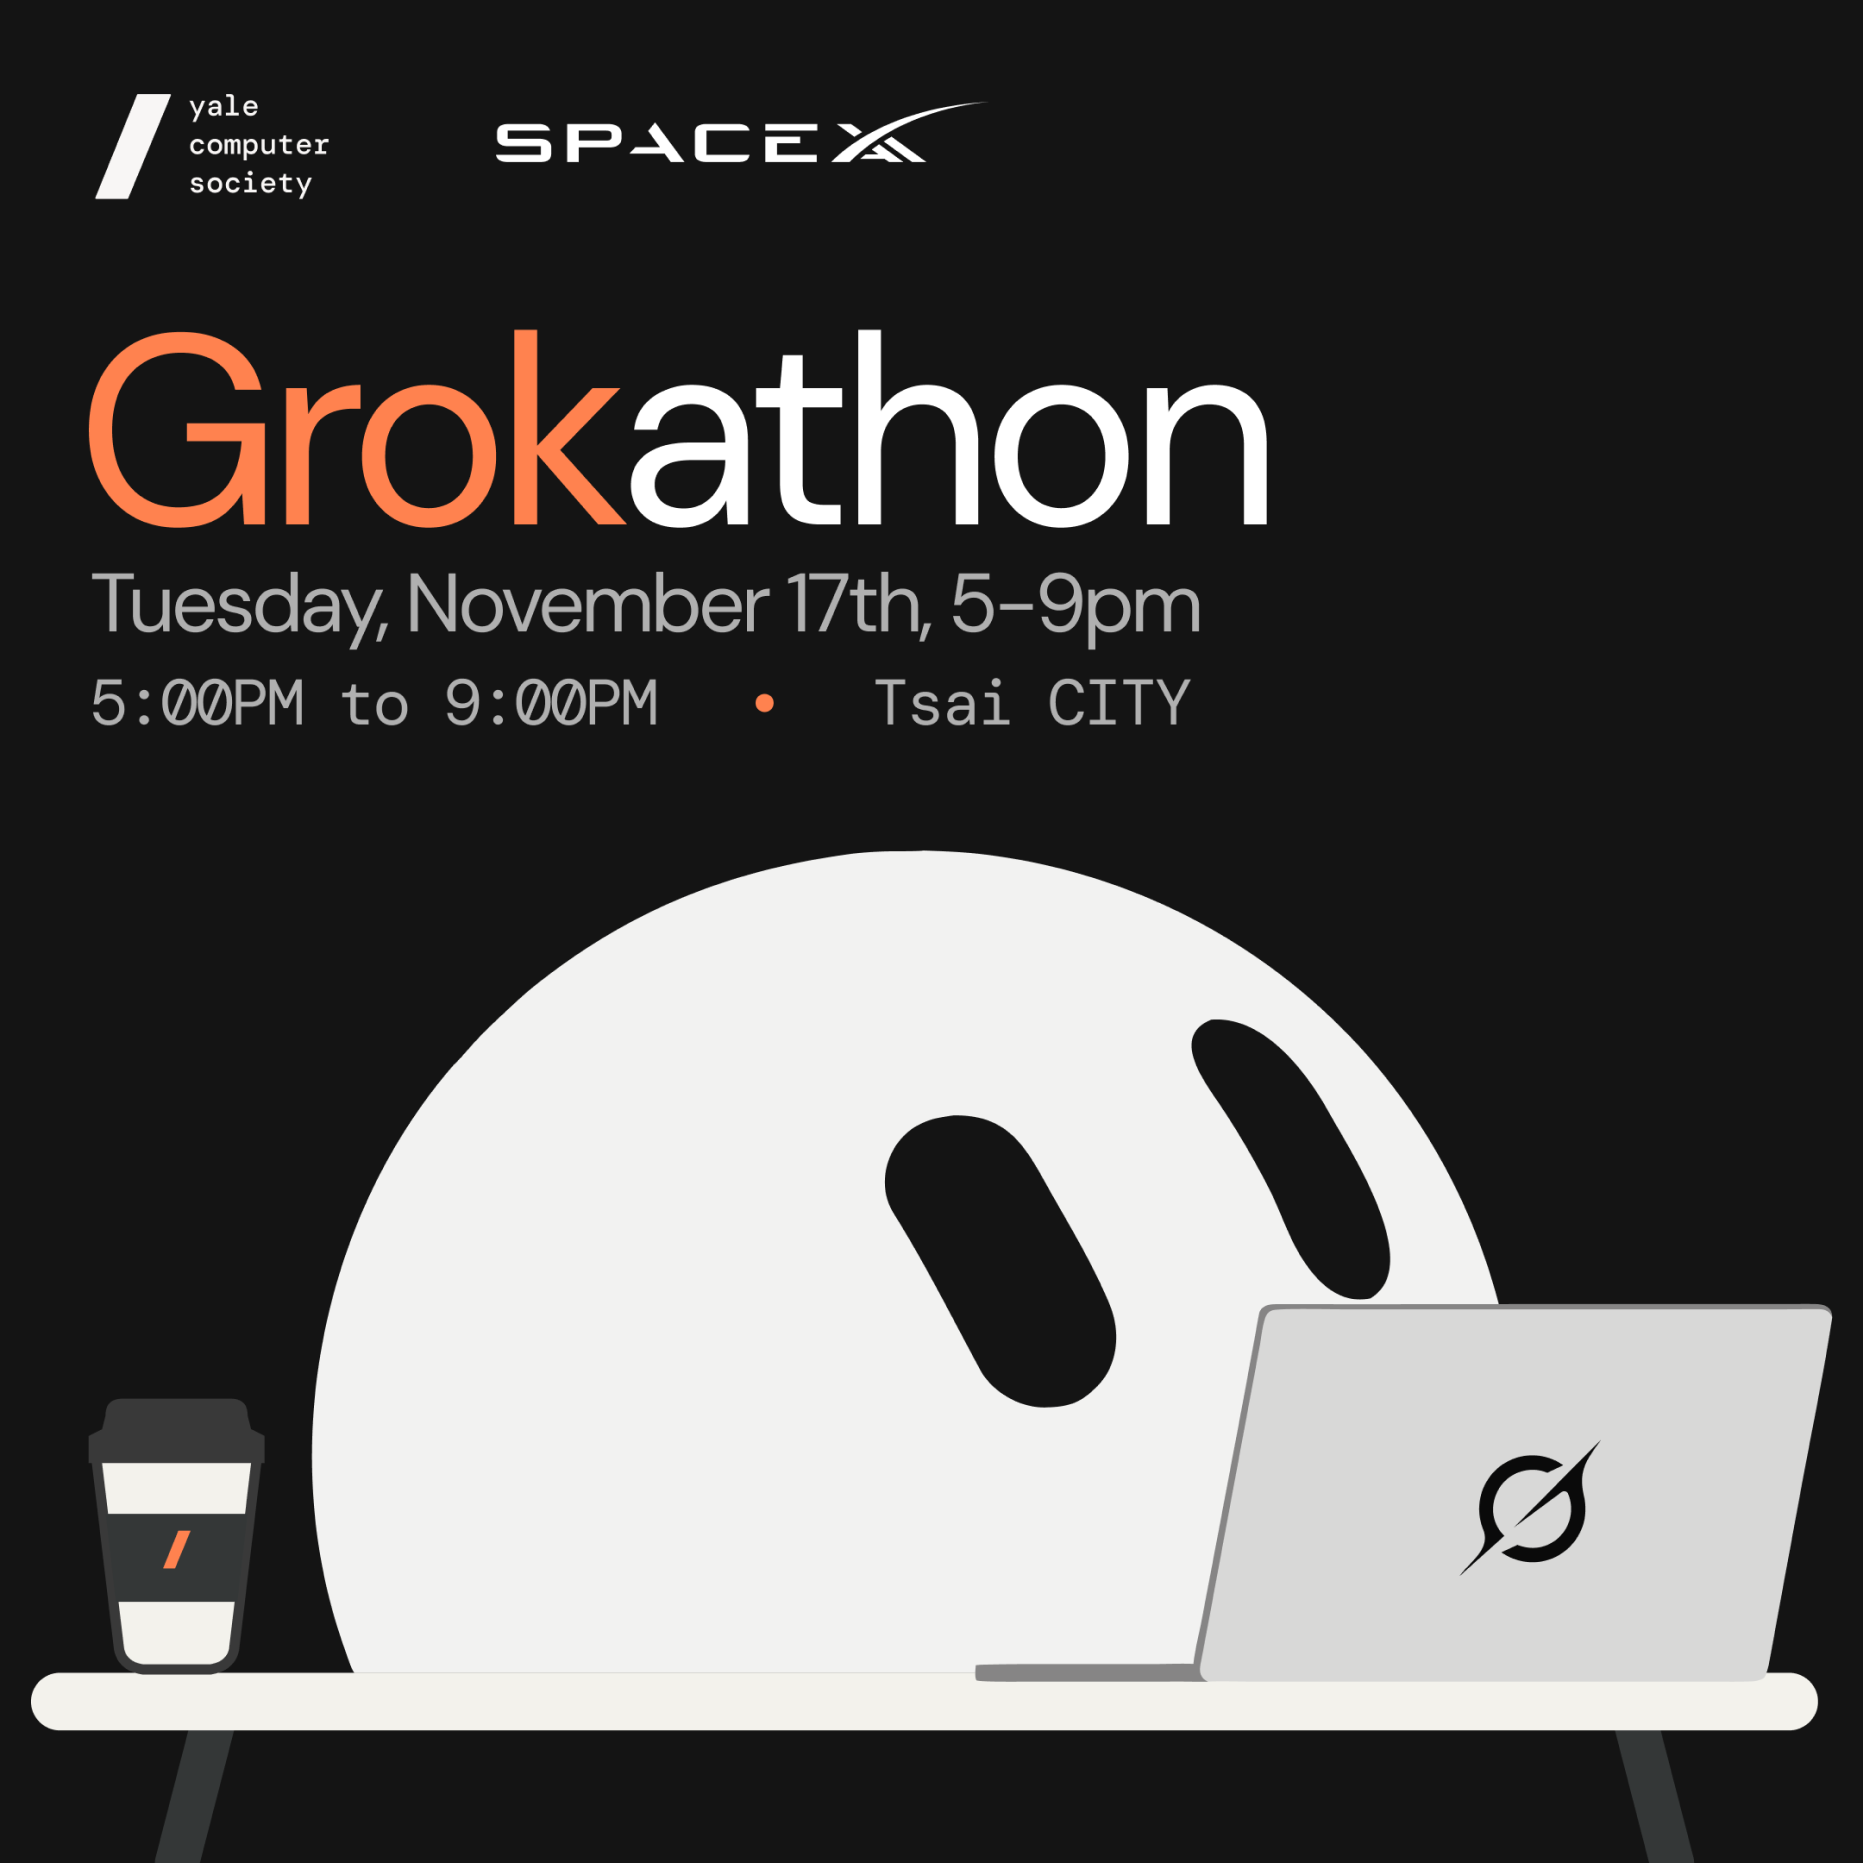 yale
computer
society
SPACEX
Grokathon
Tuesday, November 17th, 5–9pm
5:00PM to 9:00PM • Tsai CITY